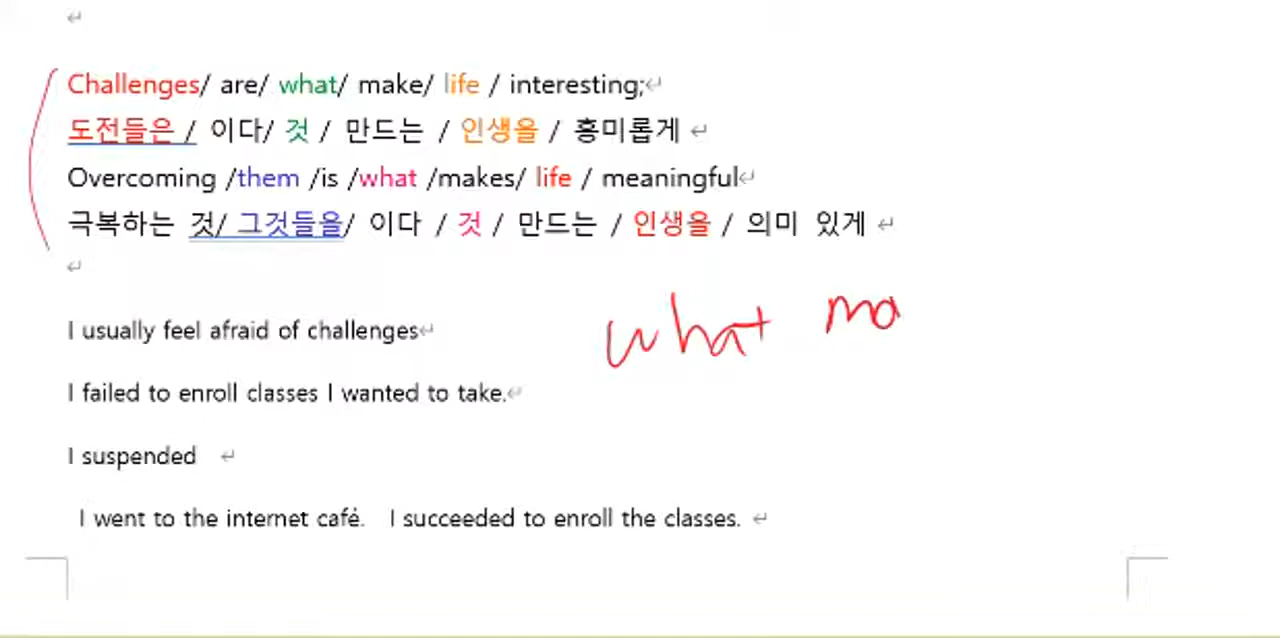 Challenges/ are/ what/ make/ life / interesting;
도전들은 / 이다/ 것 / 만드는 / 인생을 / 흥미롭게
Overcoming /them /is /what /makes/ life / meaningful
극복하는 것/ 그것들을/ 이다 / 것 / 만드는 / 인생을 / 의미 있게
what ma
I usually feel afraid of challenges
I failed to enroll classes I wanted to take.
I suspended
I went to the internet café. I succeeded to enroll the classes.